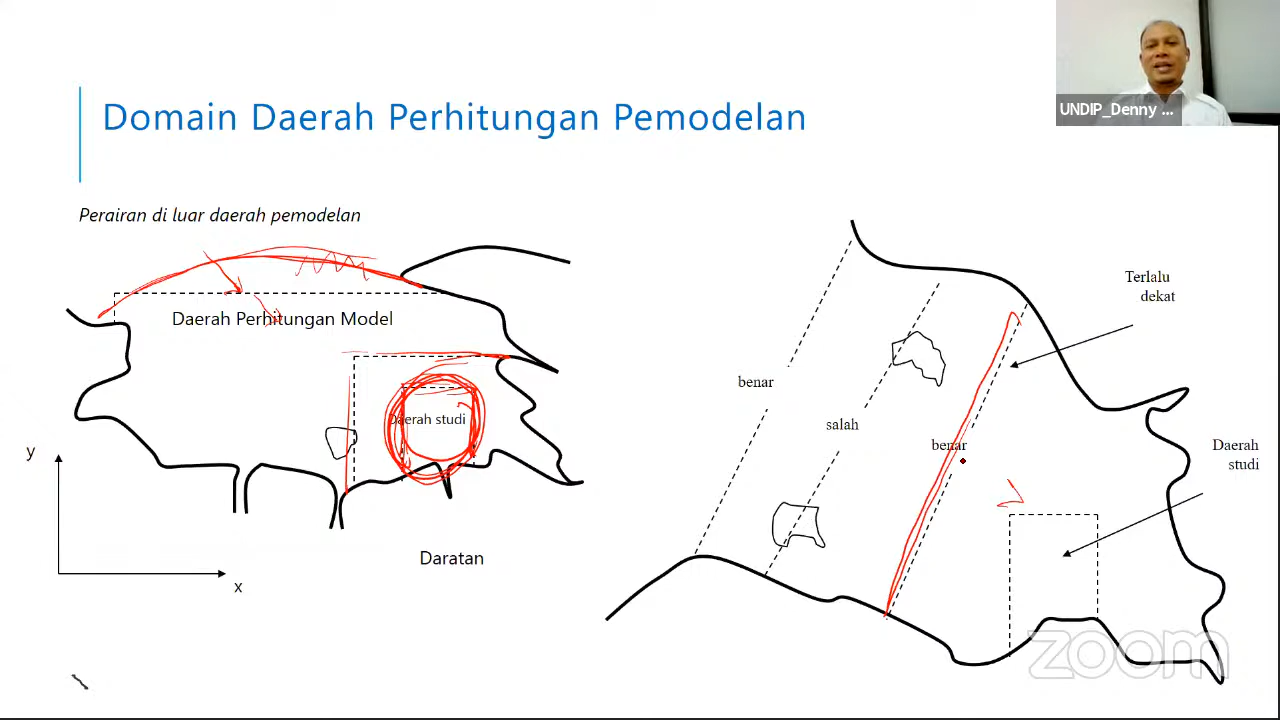 UNDIP_Denny ...
Domain Daerah Perhitungan Pemodelan
Perairan di luar daerah pemodelan
Daerah Perhitungan Model
Daerah studi
y
x
Daratan
benar
salah
benar
Terlalu
dekat
Daerah
studi
zoom